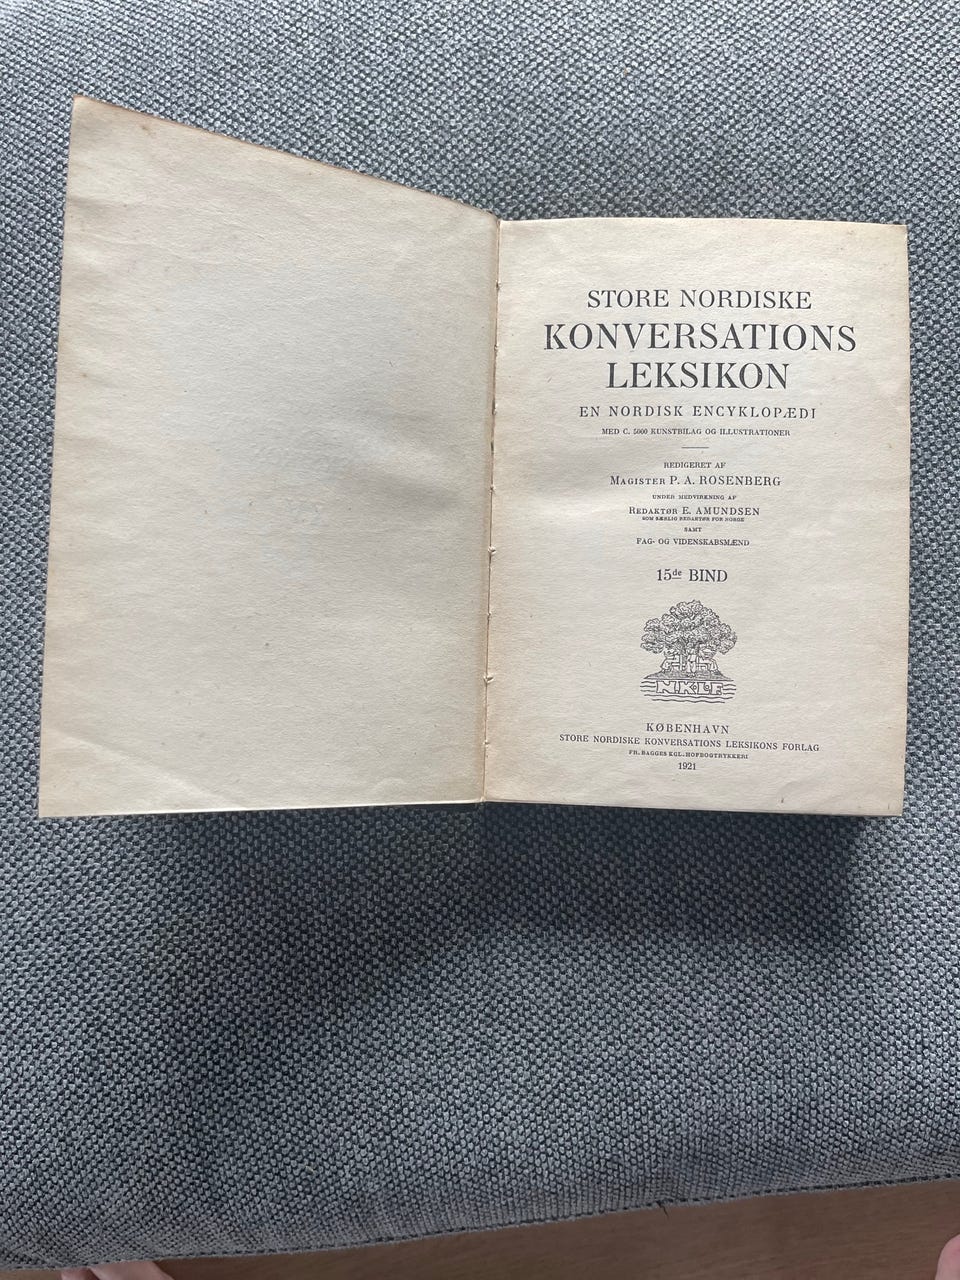 STORE NORDISKE
KONVERSATIONS
LEKSIKON
EN NORDISK ENCYKLOPÆDI
MED C. 5000 KUNSTBILAG OG ILLUSTRATIONER
REDIGERET AF
MAGISTER P. A. ROSENBERG
UNDER MEDVIRKNING AF
REDAKTØR E. AMUNDSEN
SOM SÆRLIG REDAKTØR FOR NORGE
SAMT
FAG- OG VIDENSKABSMÆND
15de BIND
N.K.L.F.
KØBENHAVN
STORE NORDISKE KONVERSATIONS LEKSIKONS FORLAG
FR. BAGGES KGL. HOFBOGTRYKKERI
1921